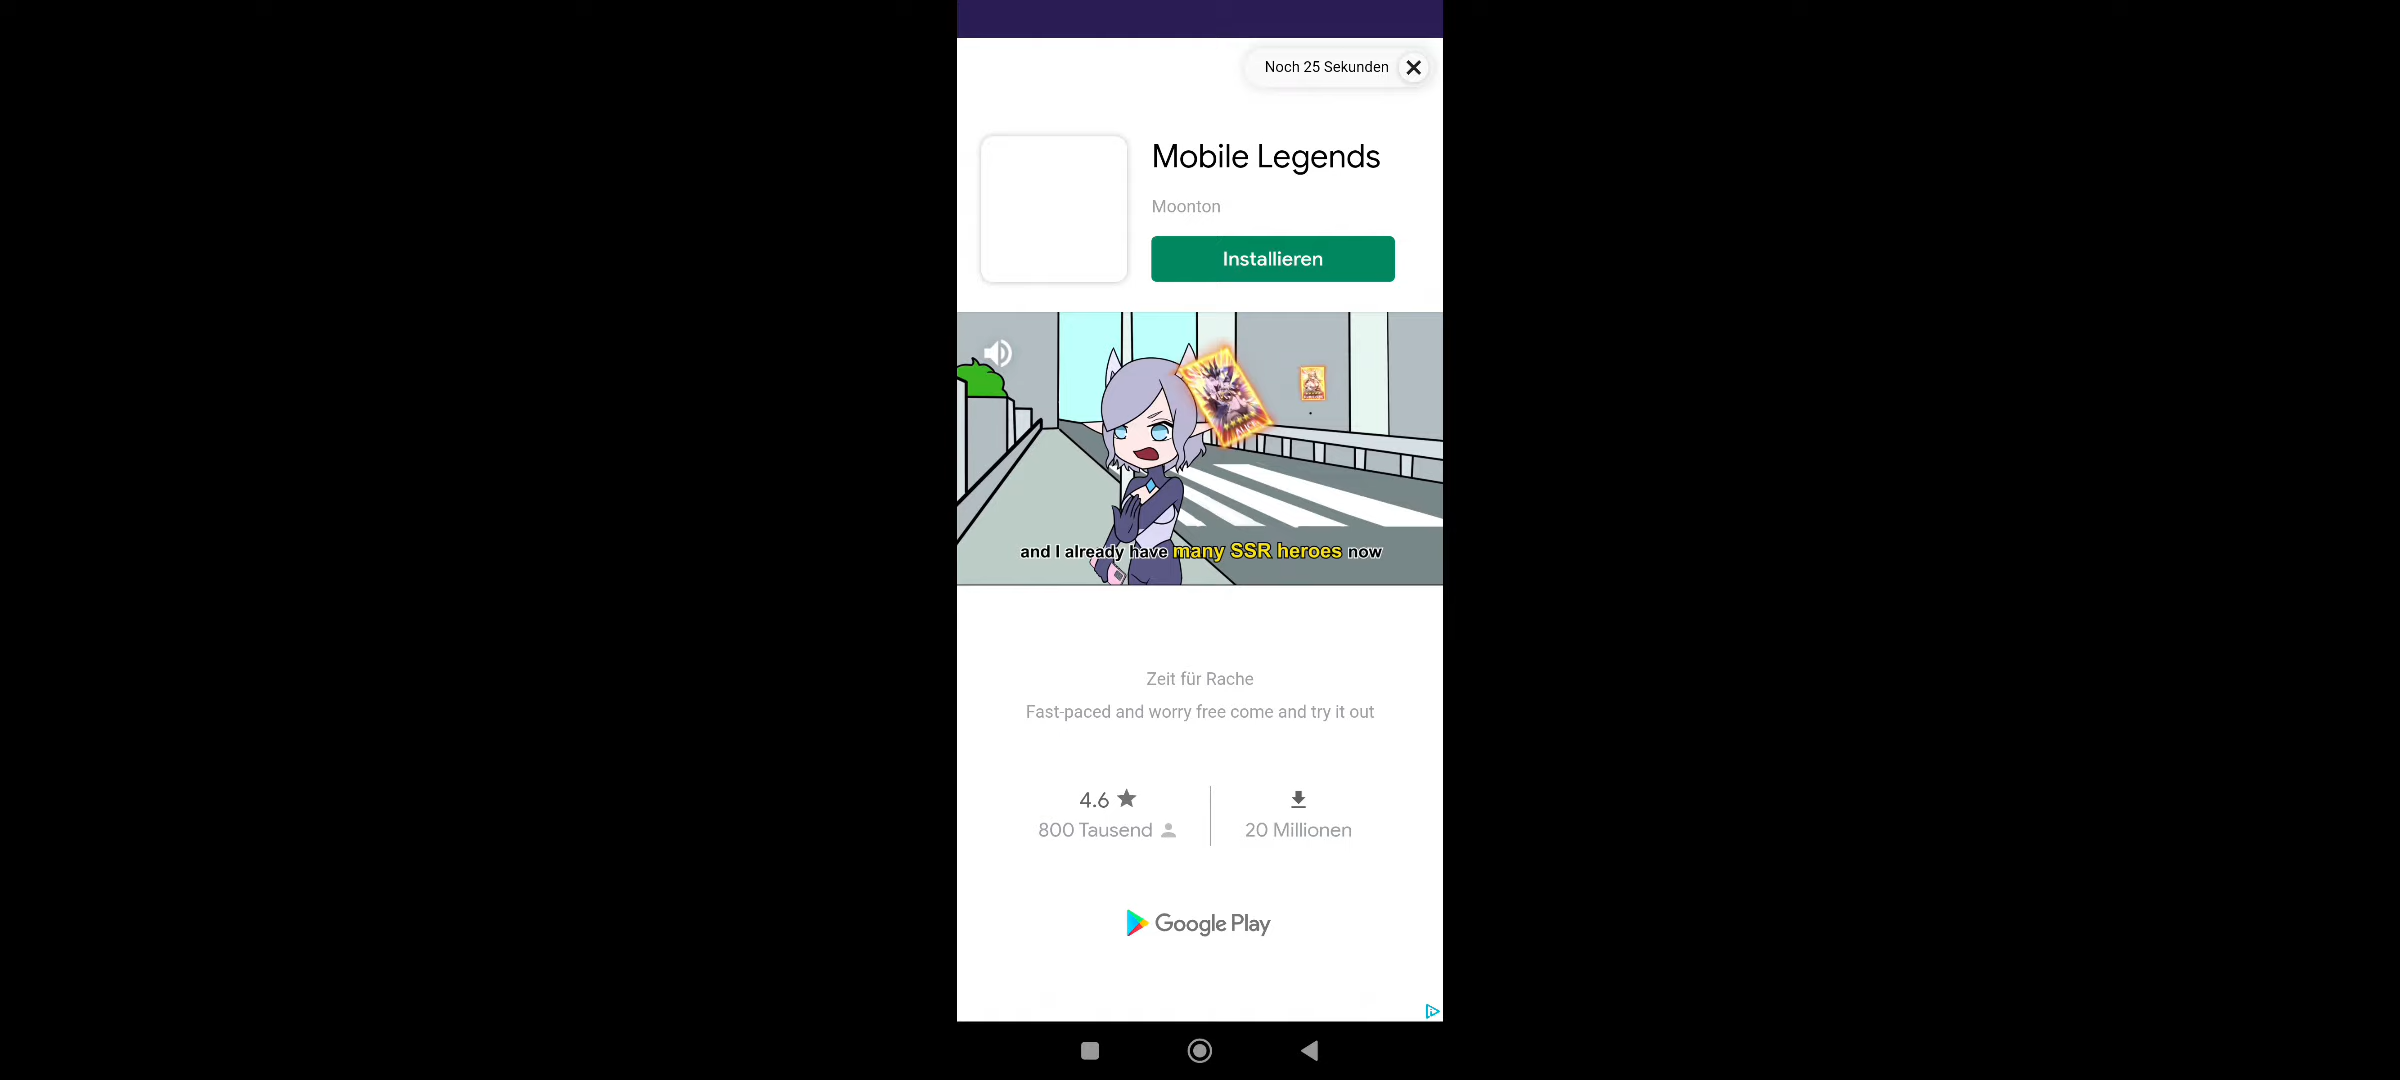 Noch 25 Sekunden
Mobile Legends
Moonton
Installieren
and I already have many SSR heroes now
Zeit für Rache
Fast-paced and worry free come and try it out
4.6
800 Tausend
20 Millionen
Google Play